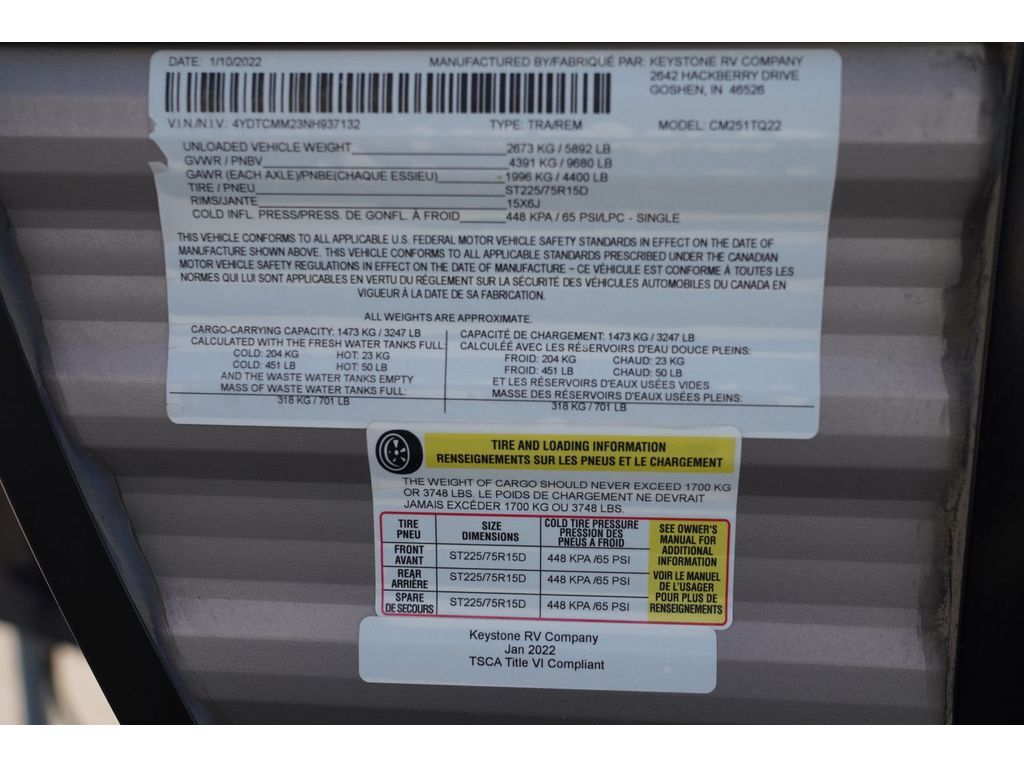 DATE: 1/10/2022 MANUFACTURED BY/FABRIQUÉ PAR: KEYSTONE RV COMPANY
2642 HACKBERRY DRIVE
GOSHEN, IN 46526
V.I.N./N.I.V.: 4YDTCMM23NH937132 TYPE: TRA/REM MODEL: CM251TQ22
UNLOADED VEHICLE WEIGHT 2673 KG / 5892 LB
GVWR / PNBV 4391 KG / 9680 LB
GAWR (EACH AXLE)/PNBE(CHAQUE ESSIEU) 1996 KG / 4400 LB
TIRE / PNEU ST225/75R15D
RIMS/JANTE 15X6J
COLD INFL. PRESS/PRESS. DE GONFL. À FROID 448 KPA / 65 PSI/LPC - SINGLE
THIS VEHICLE CONFORMS TO ALL APPLICABLE U.S. FEDERAL MOTOR VEHICLE SAFETY STANDARDS IN EFFECT ON THE DATE OF
MANUFACTURE SHOWN ABOVE. THIS VEHICLE CONFORMS TO ALL APPLICABLE STANDARDS PRESCRIBED UNDER THE CANADIAN
MOTOR VEHICLE SAFETY REGULATIONS IN EFFECT ON THE DATE OF MANUFACTURE ~ CE VÉHICULE EST CONFORME À TOUTES LES
NORMES QUI LUI SONT APPLICABLES EN VERTU DU RÉGLEMENT SUR LA SÉCURITÉ DES VÉHICULES AUTOMOBILES DU CANADA EN
VIGUEUR À LA DATE DE SA FABRICATION.
ALL WEIGHTS ARE APPROXIMATE.
CARGO-CARRYING CAPACITY: 1473 KG / 3247 LB
CALCULATED WITH THE FRESH WATER TANKS FULL:
COLD: 204 KG HOT: 23 KG
COLD: 451 LB HOT: 50 LB
AND THE WASTE WATER TANKS EMPTY
MASS OF WASTE WATER TANKS FULL:
318 KG / 701 LB
CAPACITÉ DE CHARGEMENT: 1473 KG / 3247 LB
CALCULÉE AVEC LES RÉSERVOIRS D'EAU DOUCE PLEINS:
FROID: 204 KG CHAUD: 23 KG
FROID: 451 LB CHAUD: 50 LB
ET LES RÉSERVOIRS D'EAUX USÉES VIDES
MASSE DES RÉSERVOIRS D'EAUX USÉES PLEINS:
318 KG / 701 LB
TIRE AND LOADING INFORMATION
RENSEIGNEMENTS SUR LES PNEUS ET LE CHARGEMENT
THE WEIGHT OF CARGO SHOULD NEVER EXCEED 1700 KG
OR 3748 LBS. LE POIDS DE CHARGEMENT NE DEVRAIT
JAMAIS EXCÉDER 1700 KG OU 3748 LBS.
TIRE
PNEU
SIZE
DIMENSIONS
COLD TIRE PRESSURE
PRESSION DES
PNEUS A FROID
FRONT
AVANT
ST225/75R15D 448 KPA /65 PSI
REAR
ARRIÈRE
ST225/75R15D 448 KPA /65 PSI
SPARE
DE SECOURS
ST225/75R15D 448 KPA /65 PSI
SEE OWNER'S
MANUAL FOR
ADDITIONAL
INFORMATION
VOIR LE MANUEL
DE L'USAGER
POUR PLUS DE
RENSEIGNEMENTS
Keystone RV Company
Jan 2022
TSCA Title VI Compliant